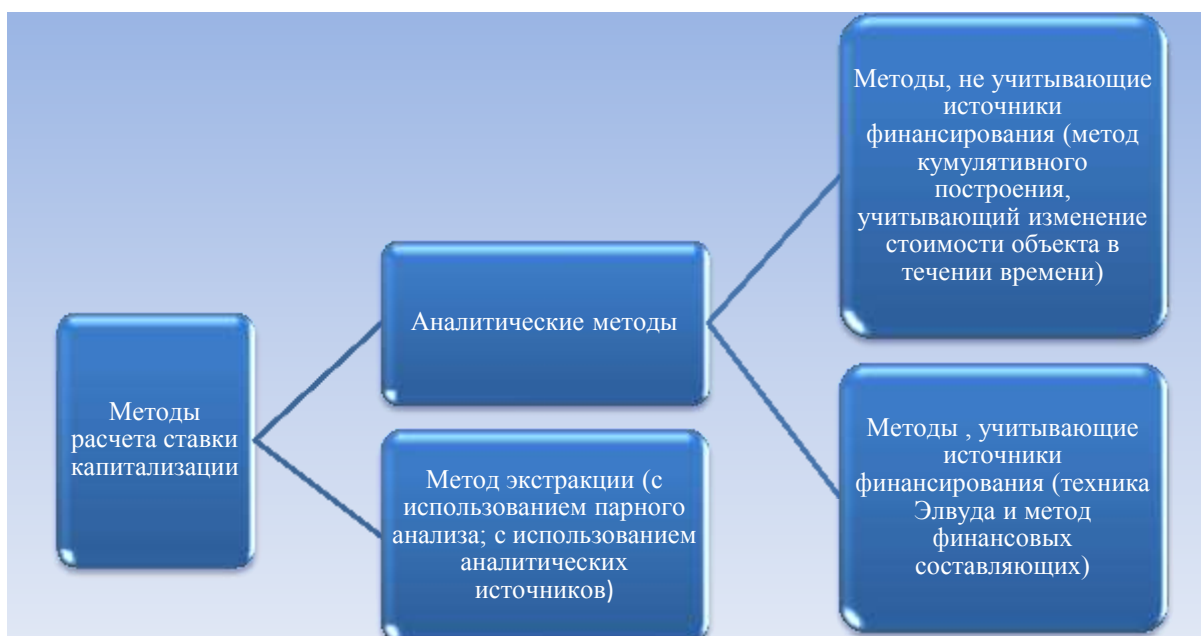 Методы
расчета ставки
капитализации
Аналитические методы
Метод экстракции (с
использованием парного
анализа; с использованием
аналитических
источников)
Методы, не учитывающие
источники
финансирования (метод
кумулятивного
построения,
учитывающий изменение
стоимости объекта в
течении времени)
Методы , учитывающие
источники
финансирования (техника
Элвуда и метод
финансовых
составляющих)